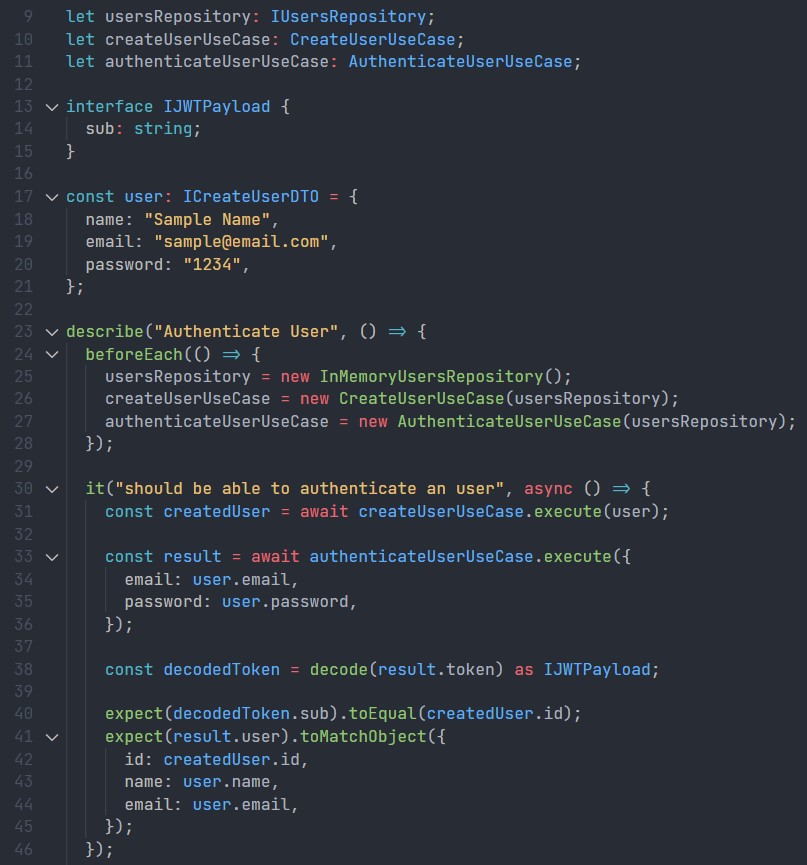 9 let usersRepository: IUsersRepository;
10 let createUserUseCase: CreateUserUseCase;
11 let authenticateUserUseCase: AuthenticateUserUseCase;
12
13 interface IJWTPayload {
14   sub: string;
15 }
16
17 const user: ICreateUserDTO = {
18   name: "Sample Name",
19   email: "sample@email.com",
20   password: "1234",
21 };
22
23 describe("Authenticate User", () => {
24   beforeEach(() => {
25     usersRepository = new InMemoryUsersRepository();
26     createUserUseCase = new CreateUserUseCase(usersRepository);
27     authenticateUserUseCase = new AuthenticateUserUseCase(usersRepository);
28   });
29
30   it("should be able to authenticate an user", async () => {
31     const createdUser = await createUserUseCase.execute(user);
32
33     const result = await authenticateUserUseCase.execute({
34       email: user.email,
35       password: user.password,
36     });
37
38     const decodedToken = decode(result.token) as IJWTPayload;
39
40     expect(decodedToken.sub).toEqual(createdUser.id);
41     expect(result.user).toMatchObject({
42       id: createdUser.id,
43       name: user.name,
44       email: user.email,
45     });
46   });